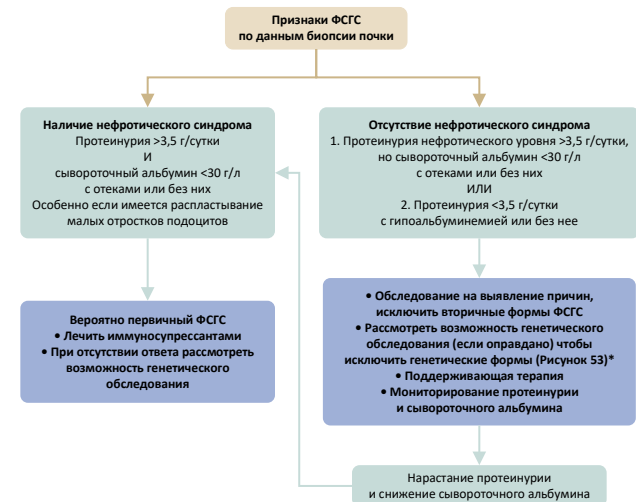 Признаки ФСГС
по данным биопсии почки
Наличие нефротического синдрома
Протеинурия >3,5 г/сутки
И
сывороточный альбумин <30 г/л
с отеками или без них
Особенно если имеется распластывание
малых отростков подоцитов
Отсутствие нефротического синдрома
1. Протеинурия нефротического уровня >3,5 г/сутки,
но сывороточный альбумин <30 г/л
с отеками или без них
ИЛИ
2. Протеинурия <3,5 г/сутки
с гипоальбуминемией или без нее
Вероятно первичный ФСГС
• Лечить иммуносупрессантами
• При отсутствии ответа рассмотреть
возможность генетического
обследования
• Обследование на выявление причин,
исключить вторичные формы ФСГС
• Рассмотреть возможность генетического
обследования (если оправдано) чтобы
исключить генетические формы (Рисунок 53)*
• Поддерживающая терапия
• Мониторирование протеинурии
и сывороточного альбумина
Нарастание протеинурии
и снижение сывороточного альбумина